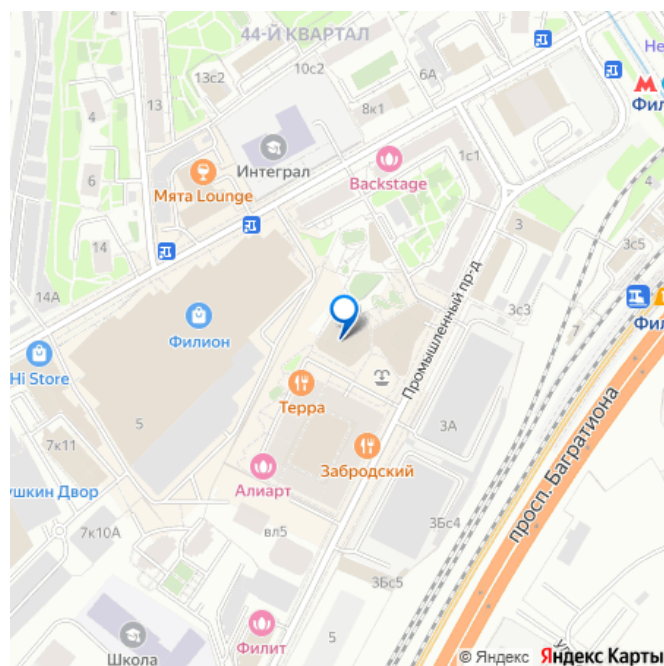 44-Й КВАРТАЛ
10с2
13с2
6А
Не
13
8к1
4
Фил
Интеграл
1с1
Backstage
Мята Lounge
6
4
3
14
3с5
Промышленный пр-д
14А
3с3
7
Филион
Фил
Hi Store
Терра
5
3А
просп. Багратиона
7к11
Забродский
Алиарт
ушкин Двор
3Бс4
вл5
7к10А
3Бс5
5
Филит
Школа
© Яндекс Яндекс Карты